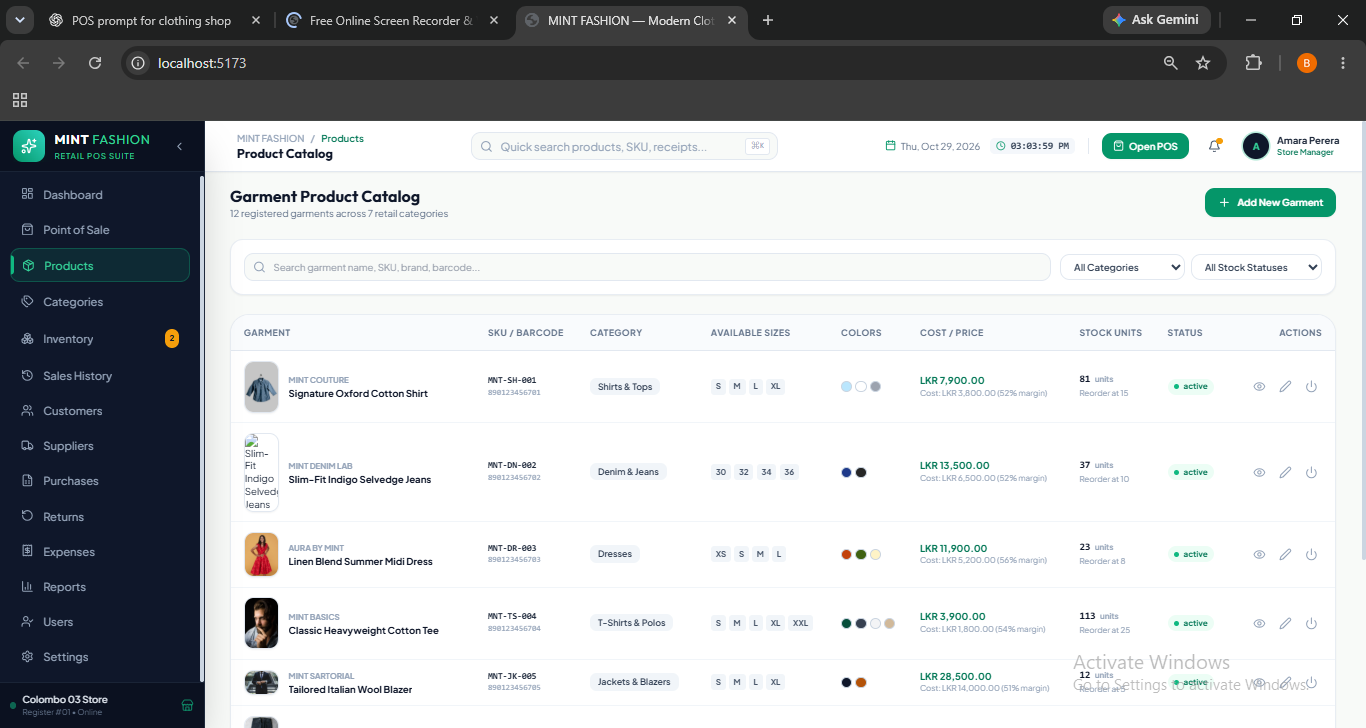 POS prompt for clothing shop
Free Online Screen Recorder &
MINT FASHION — Modern Clot
Ask Gemini
localhost:5173
B
MINT FASHION
RETAIL POS SUITE
MINT FASHION / Products
Product Catalog
Quick search products, SKU, receipts...
⌘K
Thu, Oct 29, 2026
03:03:59 PM
Open POS
A
Amara Perera
Store Manager
Dashboard
Point of Sale
Products
Categories
Inventory 2
Sales History
Customers
Suppliers
Purchases
Returns
Expenses
Reports
Users
Settings
Colombo 03 Store
Register #01 • Online
Garment Product Catalog
12 registered garments across 7 retail categories
+ Add New Garment
Search garment name, SKU, brand, barcode...
All Categories
All Stock Statuses
GARMENT SKU / BARCODE CATEGORY AVAILABLE SIZES COLORS COST / PRICE STOCK UNITS STATUS ACTIONS
MINT COUTURE
Signature Oxford Cotton Shirt
MNT-SH-001
890123456701
Shirts & Tops
S M L XL
LKR 7,900.00
Cost: LKR 3,800.00 (52% margin)
81 units
Reorder at 15
active
Slim-
Fit
Indigo
Selvedge
Jeans
MINT DENIM LAB
Slim-Fit Indigo Selvedge Jeans
MNT-DN-002
890123456702
Denim & Jeans
30 32 34 36
LKR 13,500.00
Cost: LKR 6,500.00 (52% margin)
37 units
Reorder at 10
active
AURA BY MINT
Linen Blend Summer Midi Dress
MNT-DR-003
890123456703
Dresses
XS S M L
LKR 11,900.00
Cost: LKR 5,200.00 (56% margin)
23 units
Reorder at 8
active
MINT BASICS
Classic Heavyweight Cotton Tee
MNT-TS-004
890123456704
T-Shirts & Polos
S M L XL XXL
LKR 3,900.00
Cost: LKR 1,800.00 (54% margin)
113 units
Reorder at 25
active
MINT SARTORIAL
Tailored Italian Wool Blazer
MNT-JK-005
890123456705
Jackets & Blazers
S M L XL
LKR 28,500.00
Cost: LKR 14,000.00 (51% margin)
12 units
Reorder at 5
active
Activate Windows
Go to Settings to activate Windows.